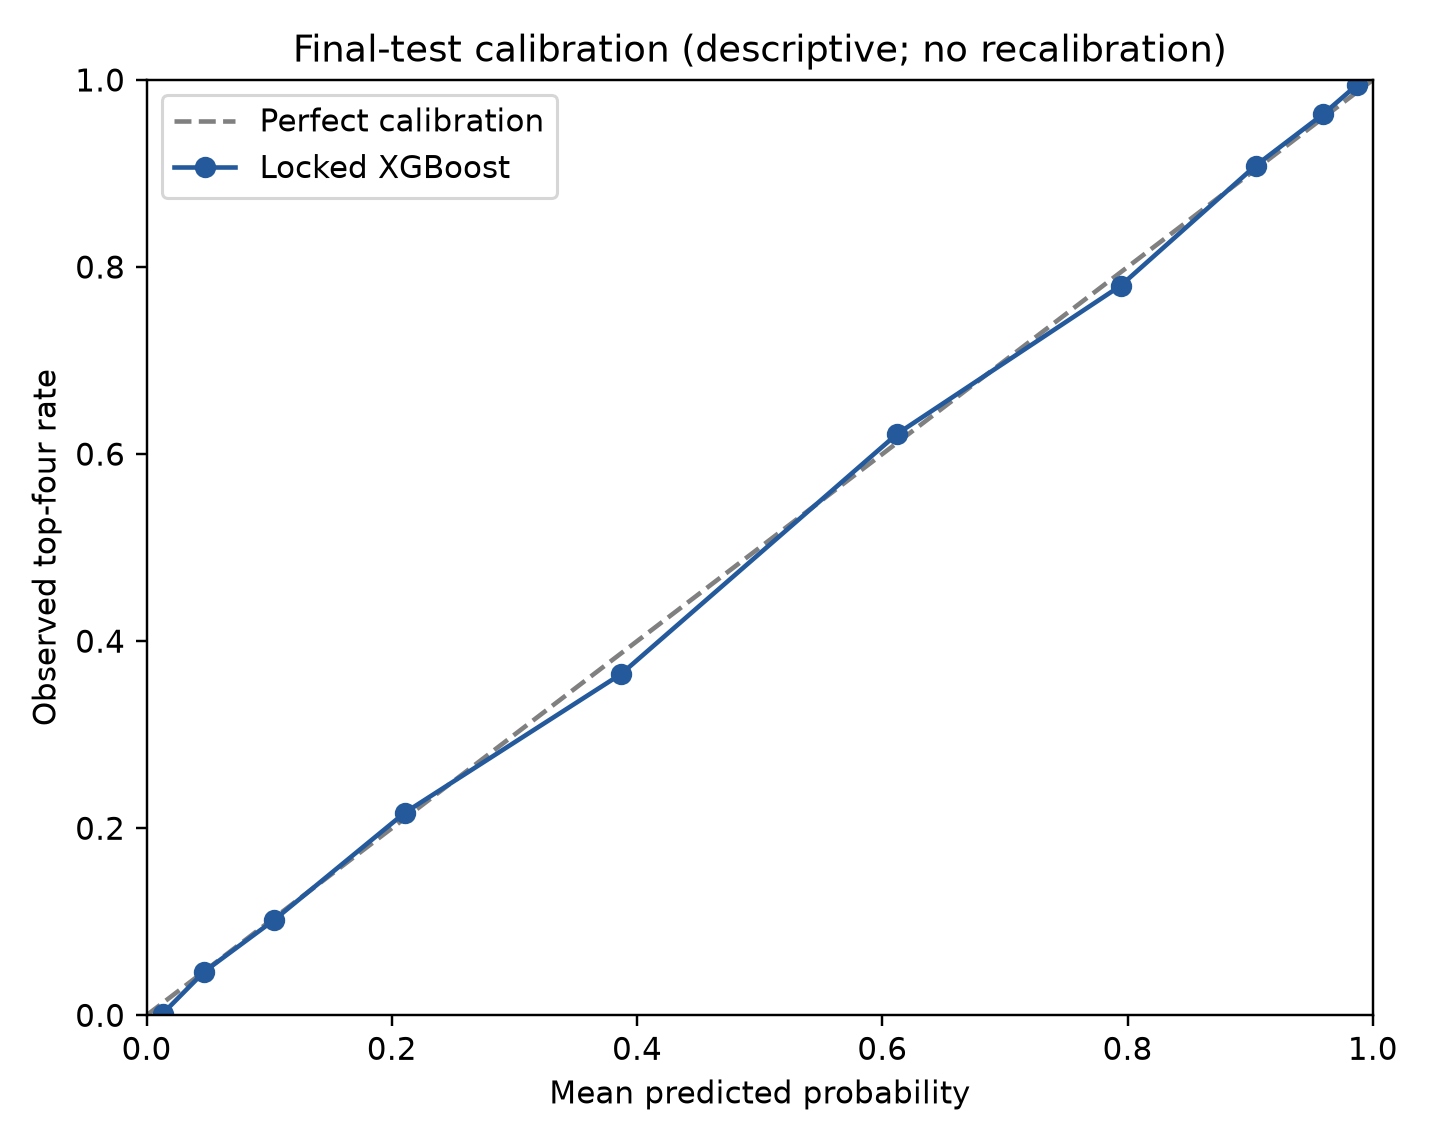 Final-test calibration (descriptive; no recalibration)
Perfect calibration
Locked XGBoost
Observed top-four rate
1.0
0.8
0.6
0.4
0.2
0.0
0.0 0.2 0.4 0.6 0.8 1.0
Mean predicted probability